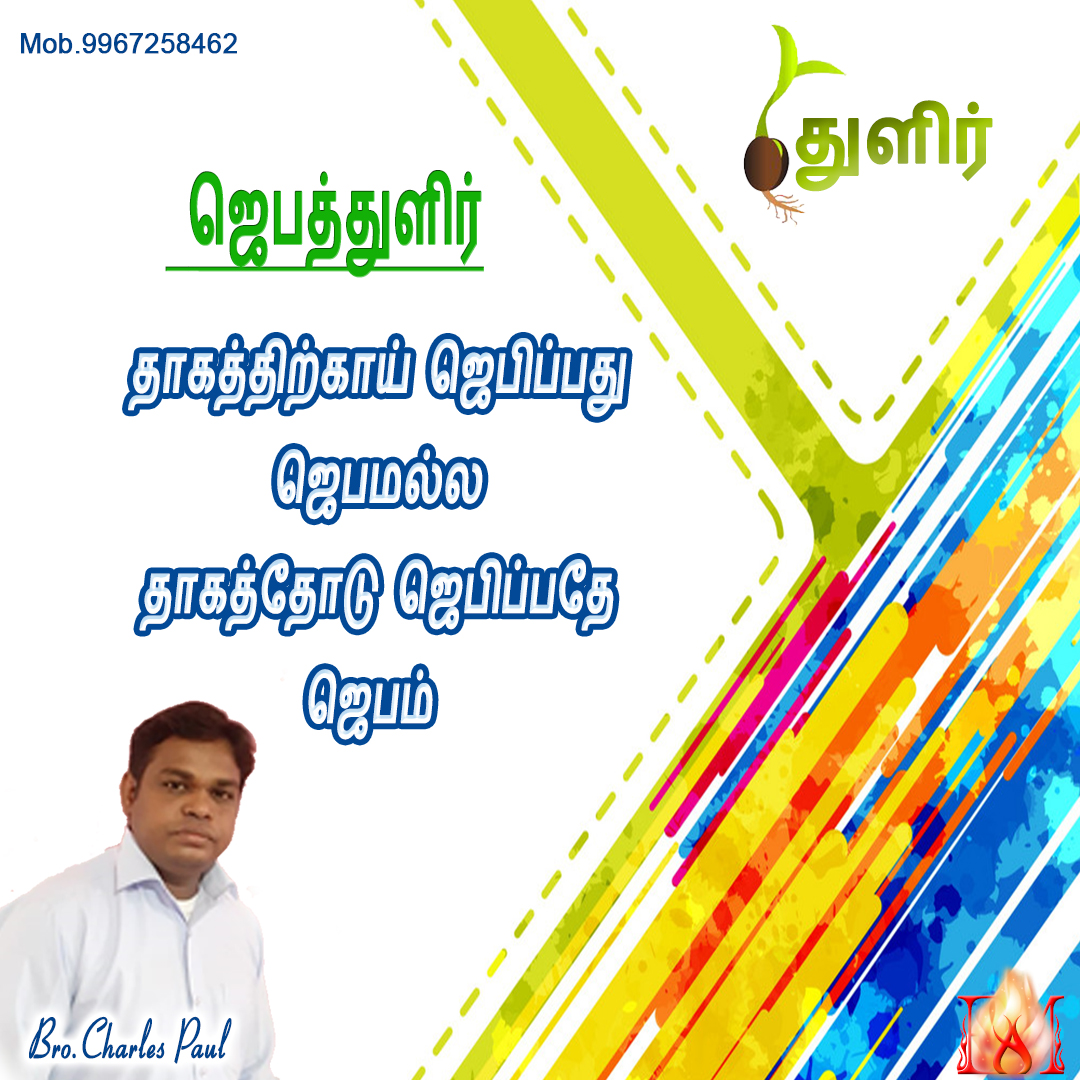 Mob.9967258462
துளிர்
ஜெபத்துளிர்
தாகத்திற்காய் ஜெபிப்பது
ஜெபமல்ல
தாகத்தோடு ஜெபிப்பதே
ஜெபம்
Bro.Charles Paul